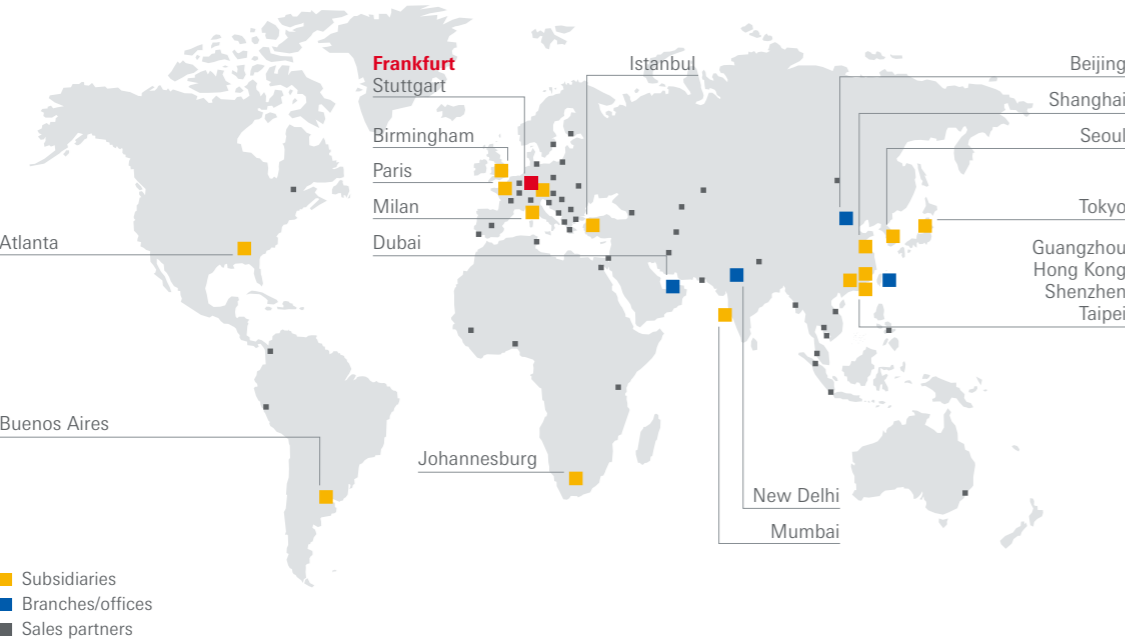 Frankfurt
Stuttgart
Istanbul
Beijing
Shanghai
Birmingham
Seoul
Paris
Milan
Tokyo
Atlanta
Dubai
Guangzhou
Hong Kong
Shenzhen
Taipei
Buenos Aires
Johannesburg
New Delhi
Mumbai
Subsidiaries
Branches/offices
Sales partners